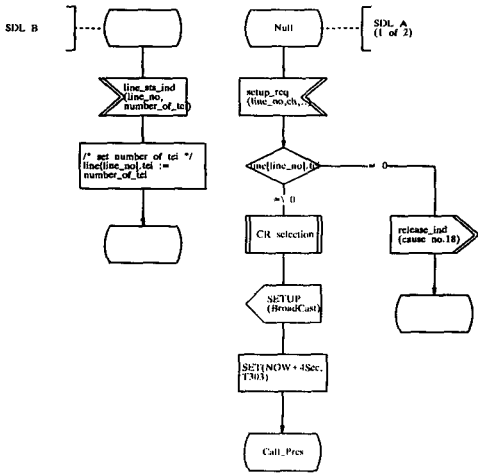 SDL B
line_sts_ind
(line_no,
number_of_tei)
/* set number of tei */
line[line_no].tei :=
number_of_tei
Null
SDL A
(1 of 2)
setup_req
(line_no,ch,..)
line[line_no].tei
= 0
=\ 0
CR selection
release_ind
(cause no.18)
SETUP
(BroadCast)
SET(NOW+4Sec,
T303)
Call_Pres